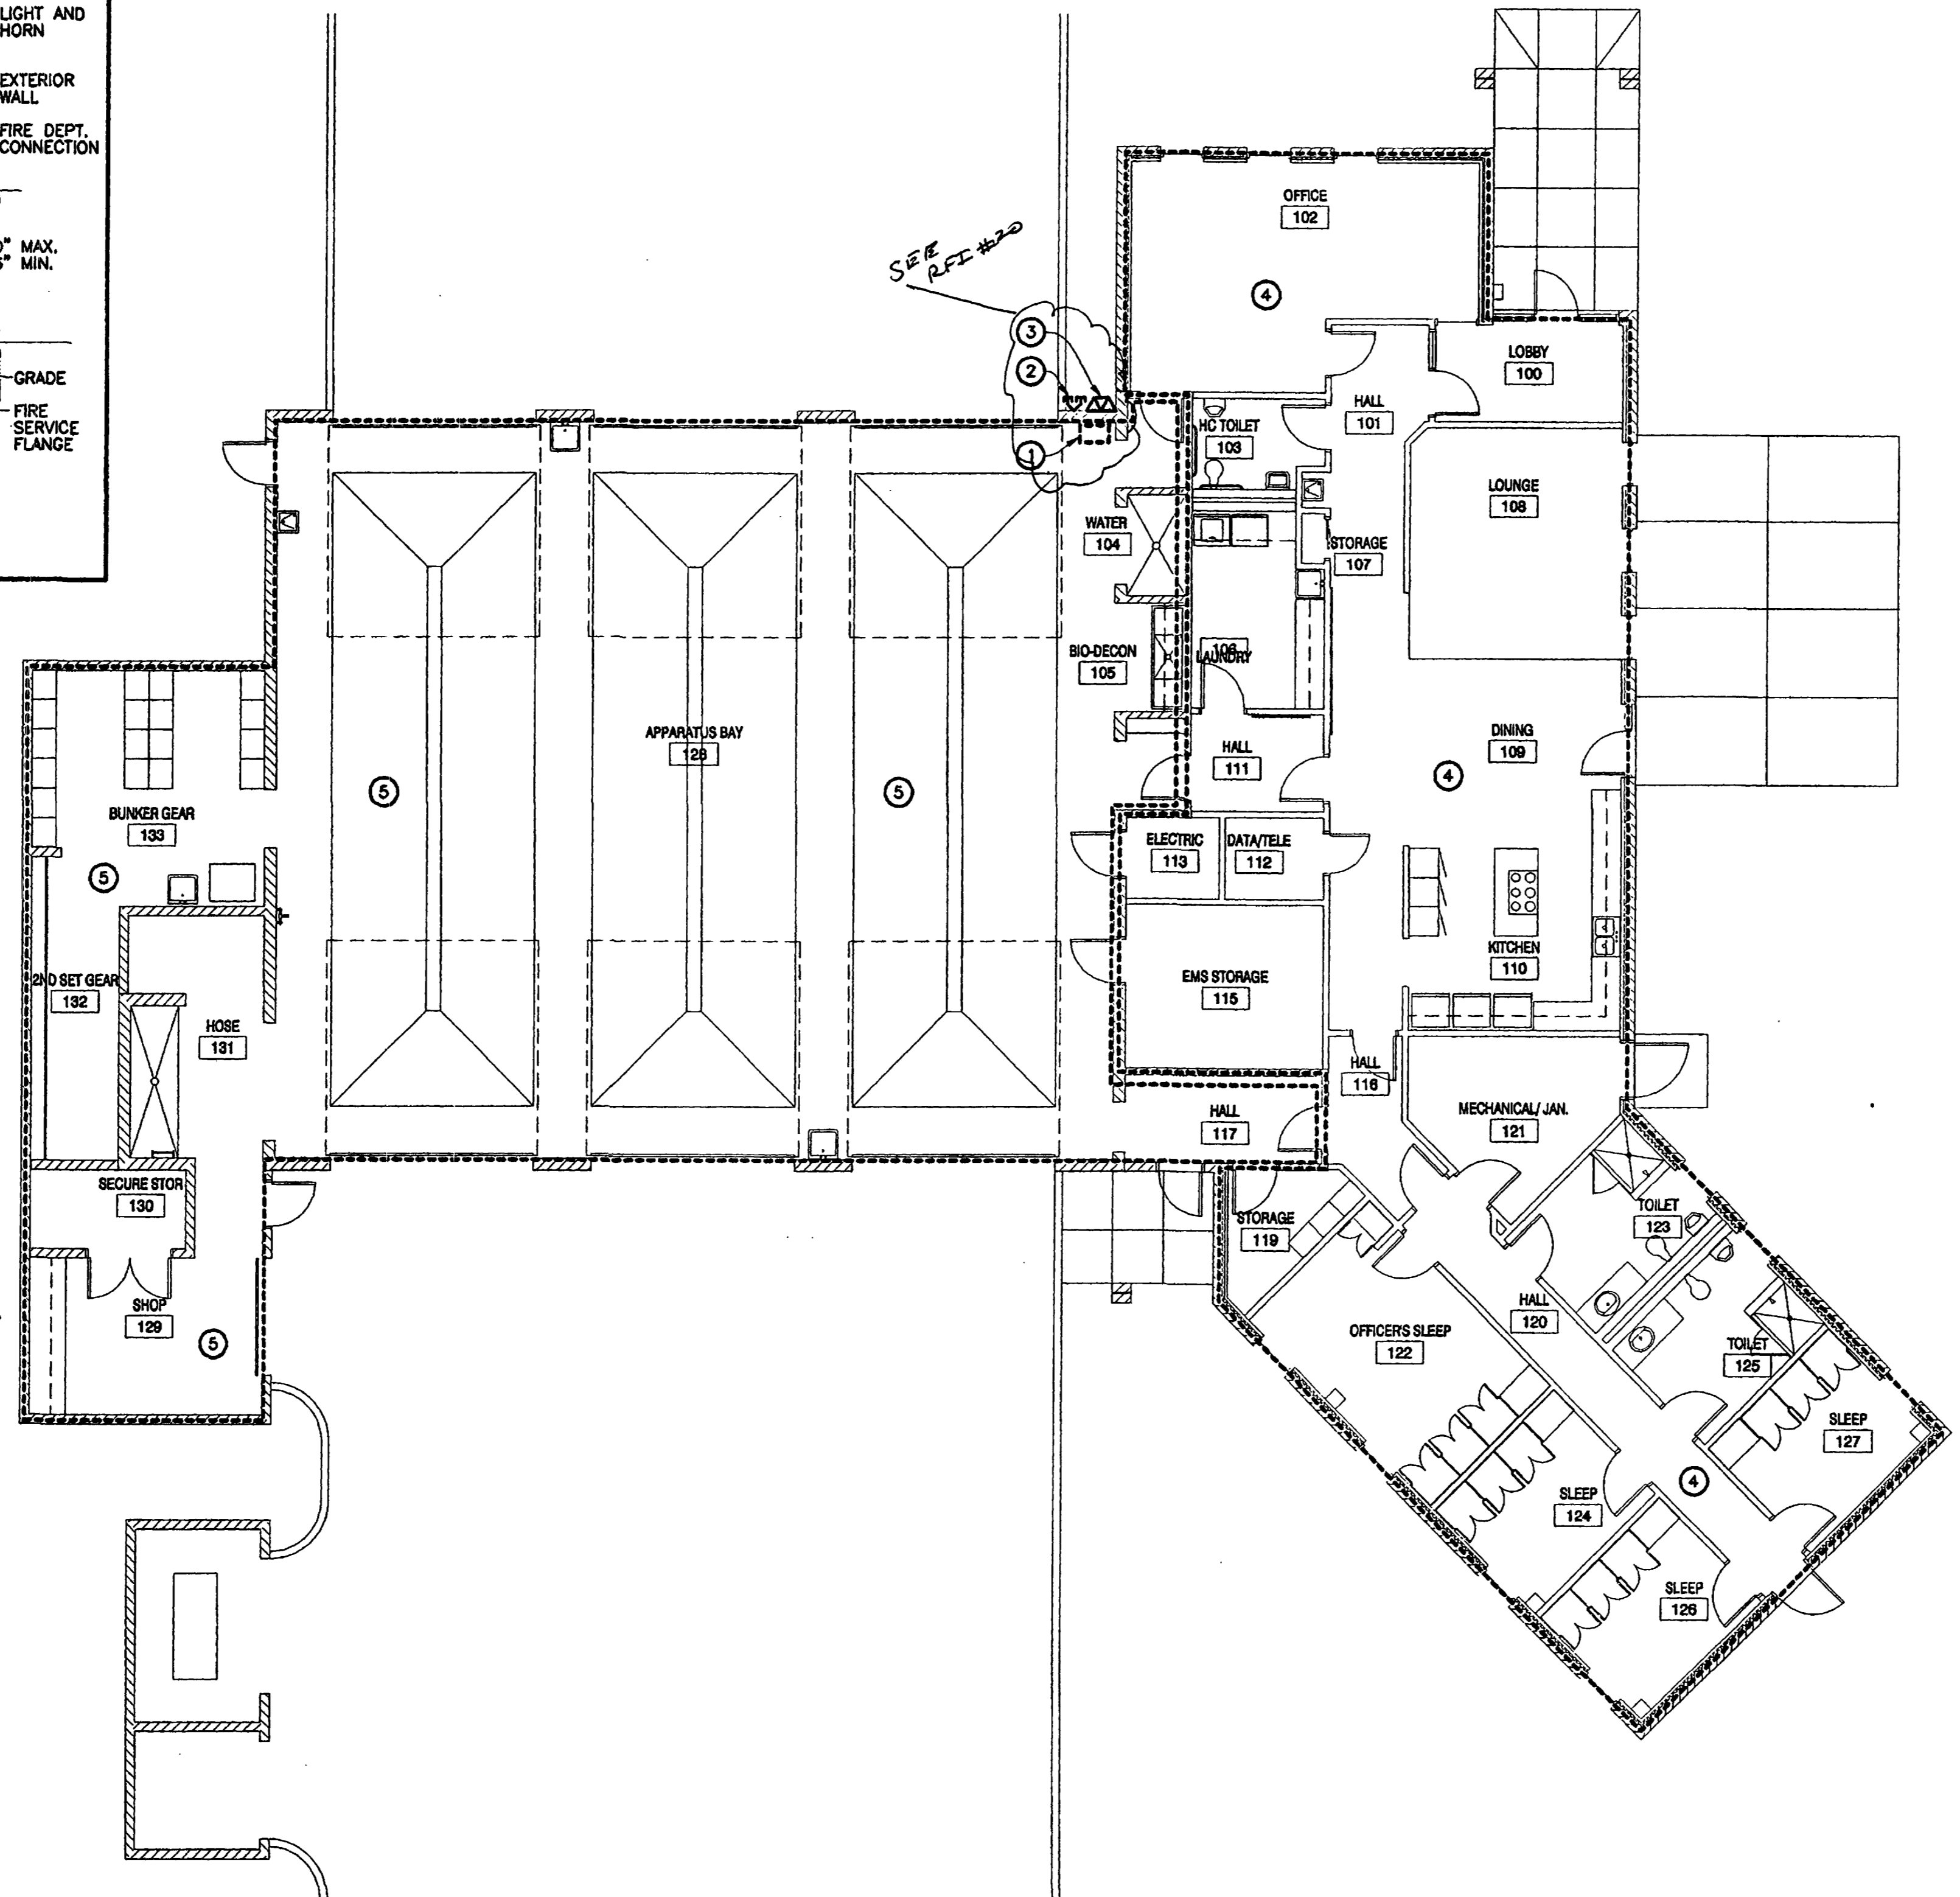 LIGHT AND
HORN
EXTERIOR
WALL
FIRE DEPT.
CONNECTION
" MAX.
" MIN.
GRADE
FIRE
SERVICE
FLANGE
SEE
RFI #20
OFFICE
102
4
3
2
1
LOBBY
100
HALL
101
HC TOILET
103
LOUNGE
108
WATER
104
STORAGE
107
BIO-DECON
105
106
LAUNDRY
APPARATUS BAY
128
DINING
109
HALL
111
4
5
5
BUNKER GEAR
133
5
ELECTRIC
113
DATA/TELE
112
KITCHEN
110
2ND SET GEAR
132
EMS STORAGE
115
HOSE
131
HALL
116
HALL
117
MECHANICAL/ JAN.
121
SECURE STOR
130
STORAGE
119
TOILET
123
SHOP
129
5
HALL
120
OFFICER'S SLEEP
122
TOILET
125
SLEEP
127
4
SLEEP
124
SLEEP
126